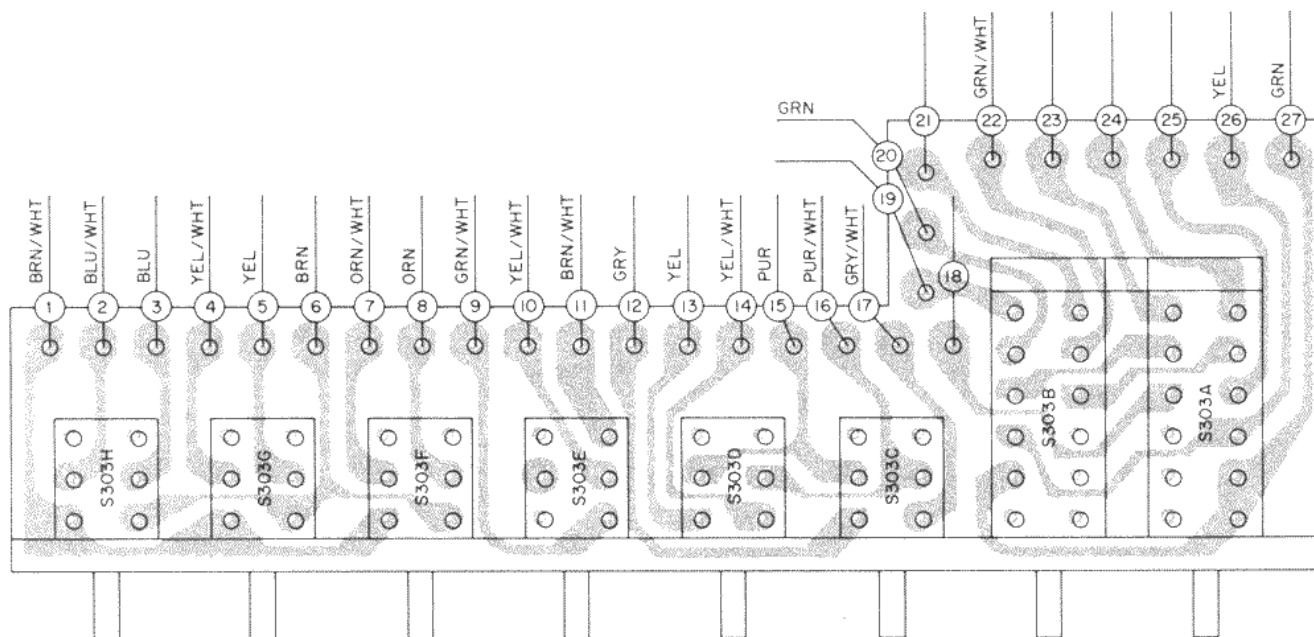 GRN/WHT
YEL
GRN
GRN
21
22
23
24
25
26
27
20
19
BRN/WHT
BLU/WHT
BLU
YEL/WHT
YEL
BRN
ORN/WHT
ORN
GRN/WHT
YEL/WHT
BRN/WHT
GRY
YEL
YEL/WHT
PUR
PUR/WHT
GRY/WHT
18
1
2
3
4
5
6
7
8
9
10
11
12
13
14
15
16
17
S303H
S303G
S303F
S303E
S303D
S303C
S303B
S303A